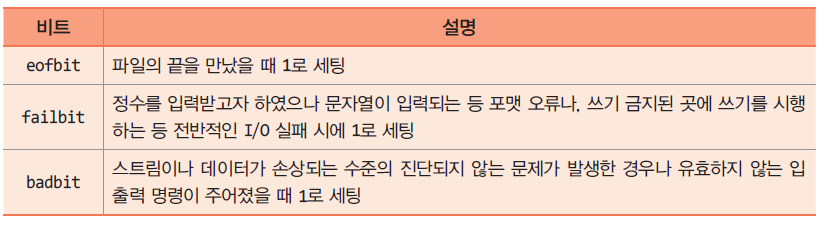 비트 설명
eofbit 파일의 끝을 만났을 때 1로 세팅
failbit 정수를 입력받고자 하였으나 문자열이 입력되는 등 포맷 오류나, 쓰기 금지된 곳에 쓰기를 시행
하는 등 전반적인 I/O 실패 시에 1로 세팅
badbit 스트림이나 데이터가 손상되는 수준의 진단되지 않는 문제가 발생한 경우나 유효하지 않는 입
출력 명령이 주어졌을 때 1로 세팅